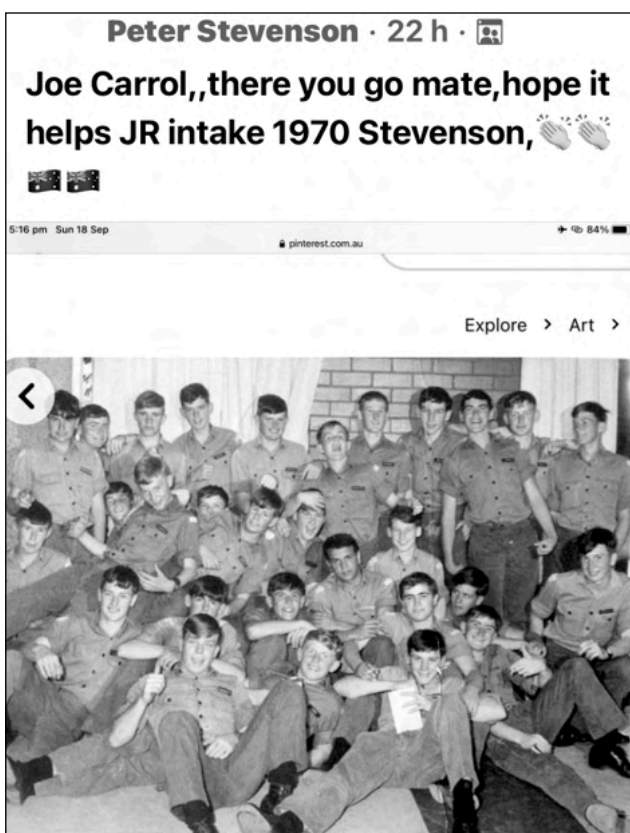 Peter Stevenson · 22 h ·
Joe Carrol,,there you go mate,hope it
helps JR intake 1970 Stevenson,👏👏
🇦🇺🇦🇺
5:16 pm Sun 18 Sep
84%
pinterest.com.au
Explore > Art >